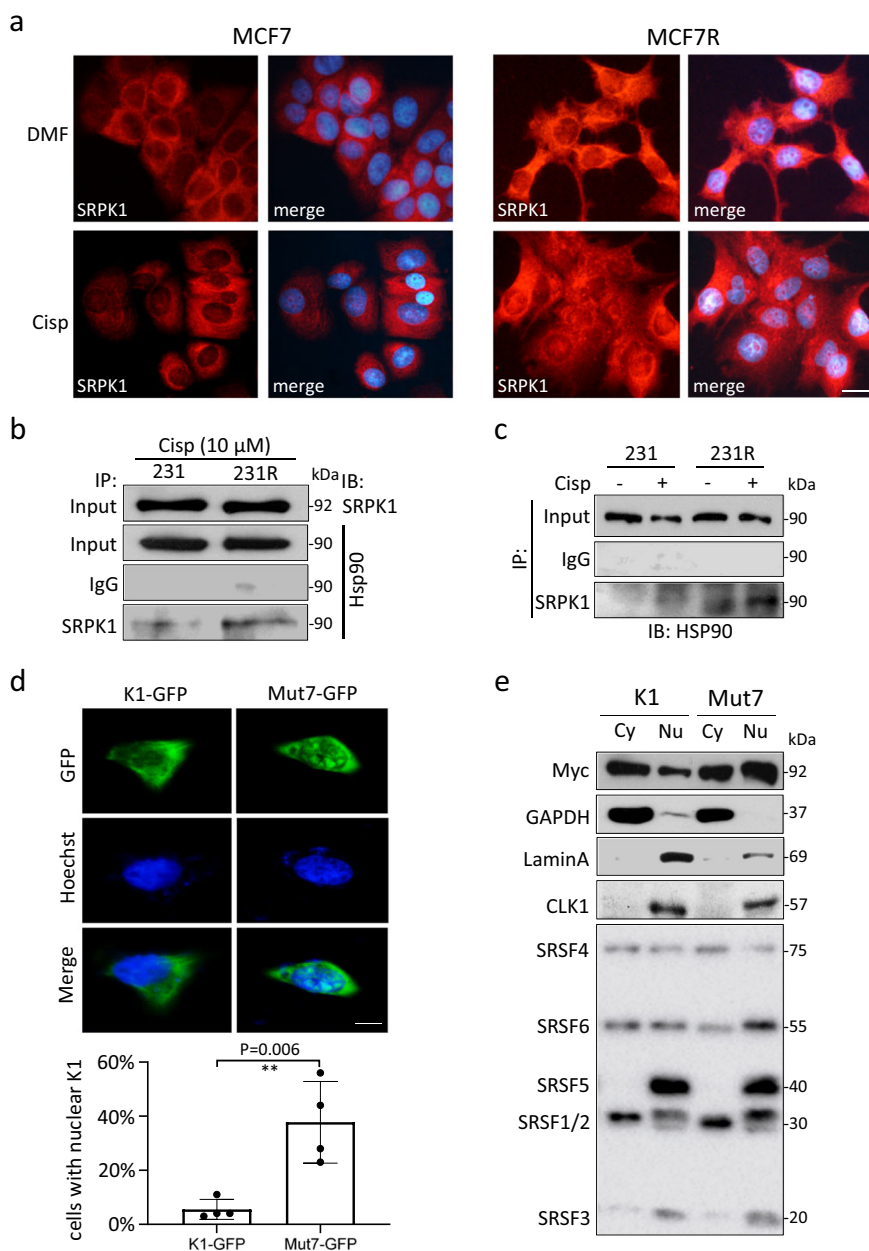 a
MCF7
MCF7R
DMF
SRPK1
merge
SRPK1
merge
Cisp
SRPK1
merge
SRPK1
merge
b
Cisp (10 µM)
IP: 231 231R kDa IB:
Input -92 SRPK1
Input -90
IgG -90
SRPK1 -90
Hsp90
c
231 231R
Cisp - + - + kDa
Input -90
IgG -90
SRPK1 -90
IP:
IB: HSP90
d
K1-GFP Mut7-GFP
GFP
Hoechst
Merge
P=0.006
**
60%
40%
20%
0%
cells with nuclear K1
K1-GFP Mut7-GFP
e
K1 Mut7
Cy Nu Cy Nu kDa
Myc -92
GAPDH -37
LaminA -69
CLK1 -57
SRSF4 -75
SRSF6 -55
SRSF5 -40
SRSF1/2 -30
SRSF3 -20